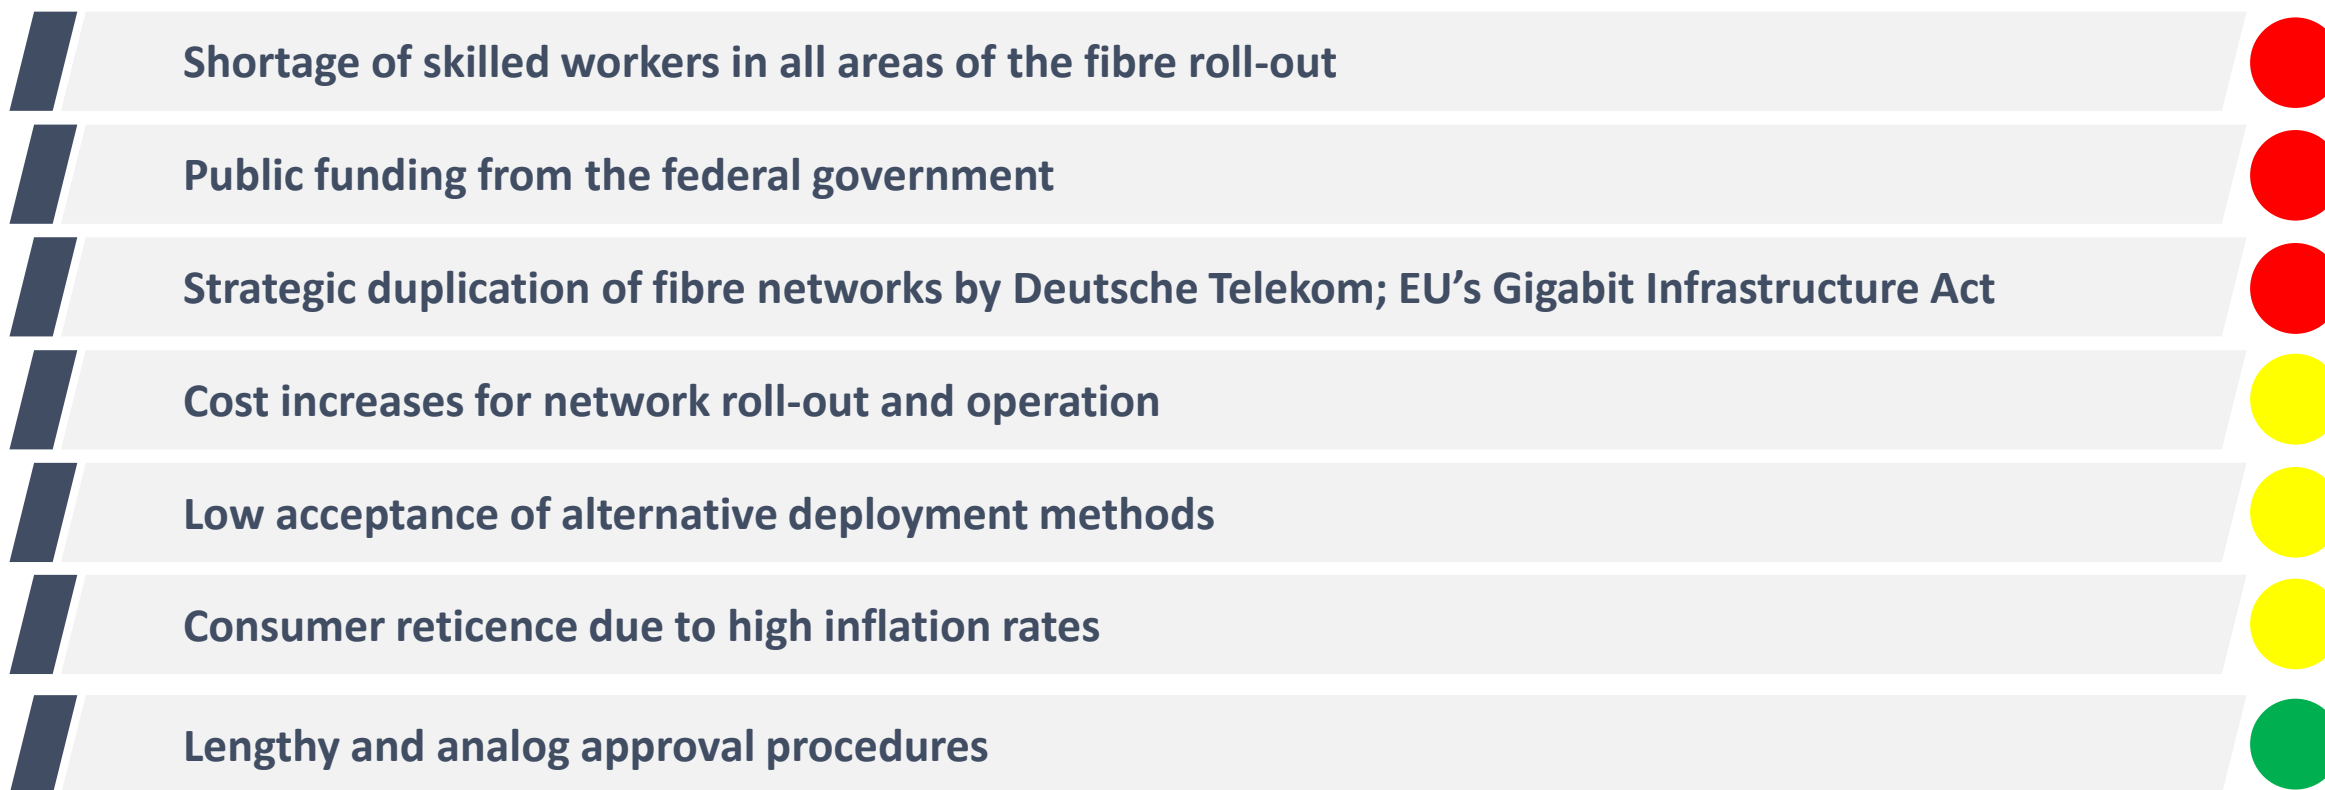 Shortage of skilled workers in all areas of the fibre roll-out
Public funding from the federal government
Strategic duplication of fibre networks by Deutsche Telekom; EU’s Gigabit Infrastructure Act
Cost increases for network roll-out and operation
Low acceptance of alternative deployment methods
Consumer reticence due to high inflation rates
Lengthy and analog approval procedures